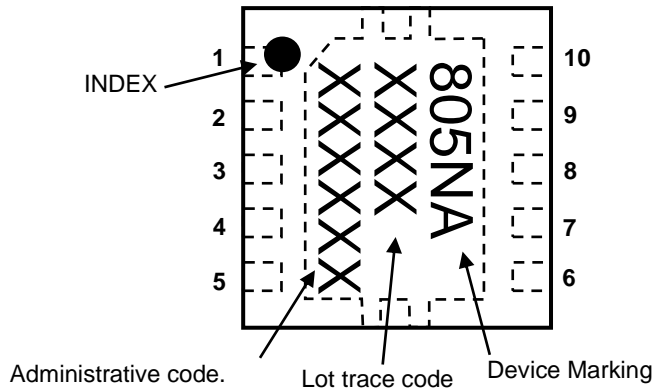 1
2
3
4
5
10
9
8
7
6
INDEX
805NA
XXXX
XXXXXX
Administrative code.
Lot trace code
Device Marking